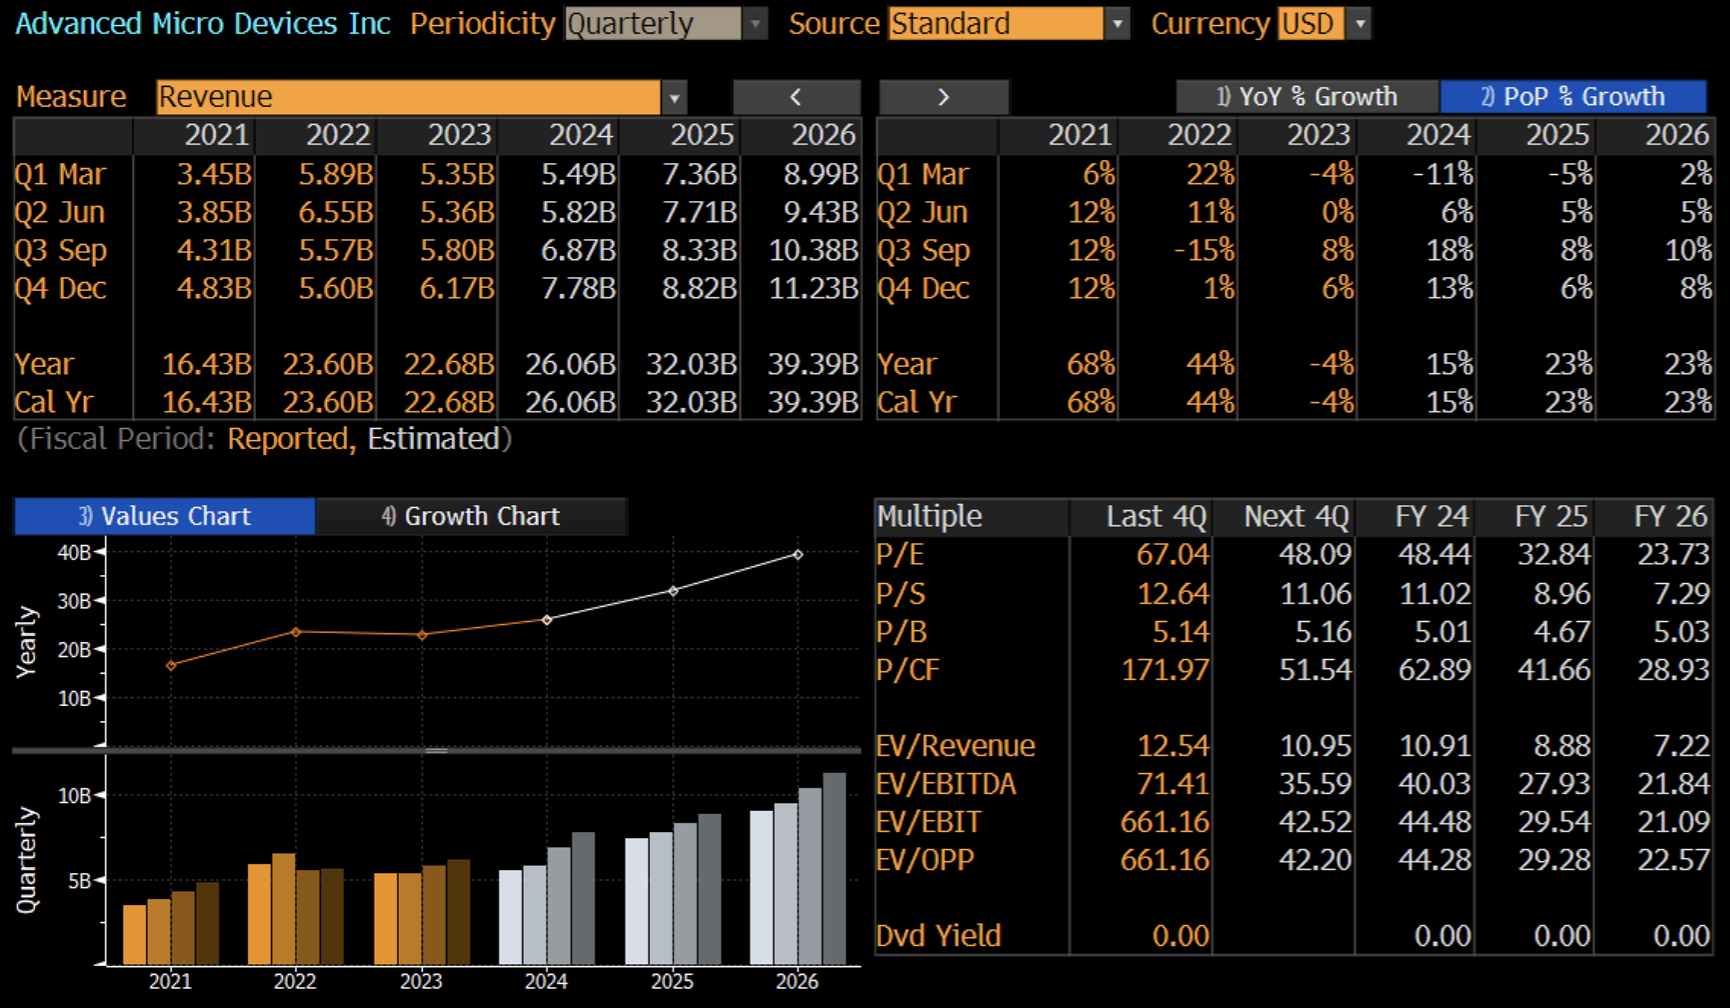 Advanced Micro Devices Inc Periodicity Quarterly Source Standard Currency USD
Measure Revenue < > 1) YoY % Growth 2) PoP % Growth
2021 2022 2023 2024 2025 2026 2021 2022 2023 2024 2025 2026
Q1 Mar 3.45B 5.89B 5.35B 5.49B 7.36B 8.99B Q1 Mar 6% 22% -4% -11% -5% 2%
Q2 Jun 3.85B 6.55B 5.36B 5.82B 7.71B 9.43B Q2 Jun 12% 11% 0% 6% 5% 5%
Q3 Sep 4.31B 5.57B 5.80B 6.87B 8.33B 10.38B Q3 Sep 12% -15% 8% 18% 8% 10%
Q4 Dec 4.83B 5.60B 6.17B 7.78B 8.82B 11.23B Q4 Dec 12% 1% 6% 13% 6% 8%
Year 16.43B 23.60B 22.68B 26.06B 32.03B 39.39B Year 68% 44% -4% 15% 23% 23%
Cal Yr 16.43B 23.60B 22.68B 26.06B 32.03B 39.39B Cal Yr 68% 44% -4% 15% 23% 23%
(Fiscal Period: Reported, Estimated)
3) Values Chart 4) Growth Chart
40B
30B
20B
10B
Yearly
10B
5B
Quarterly
2021 2022 2023 2024 2025 2026
Multiple Last 4Q Next 4Q FY 24 FY 25 FY 26
P/E 67.04 48.09 48.44 32.84 23.73
P/S 12.64 11.06 11.02 8.96 7.29
P/B 5.14 5.16 5.01 4.67 5.03
P/CF 171.97 51.54 62.89 41.66 28.93
EV/Revenue 12.54 10.95 10.91 8.88 7.22
EV/EBITDA 71.41 35.59 40.03 27.93 21.84
EV/EBIT 661.16 42.52 44.48 29.54 21.09
EV/OPP 661.16 42.20 44.28 29.28 22.57
Dvd Yield 0.00 0.00 0.00 0.00